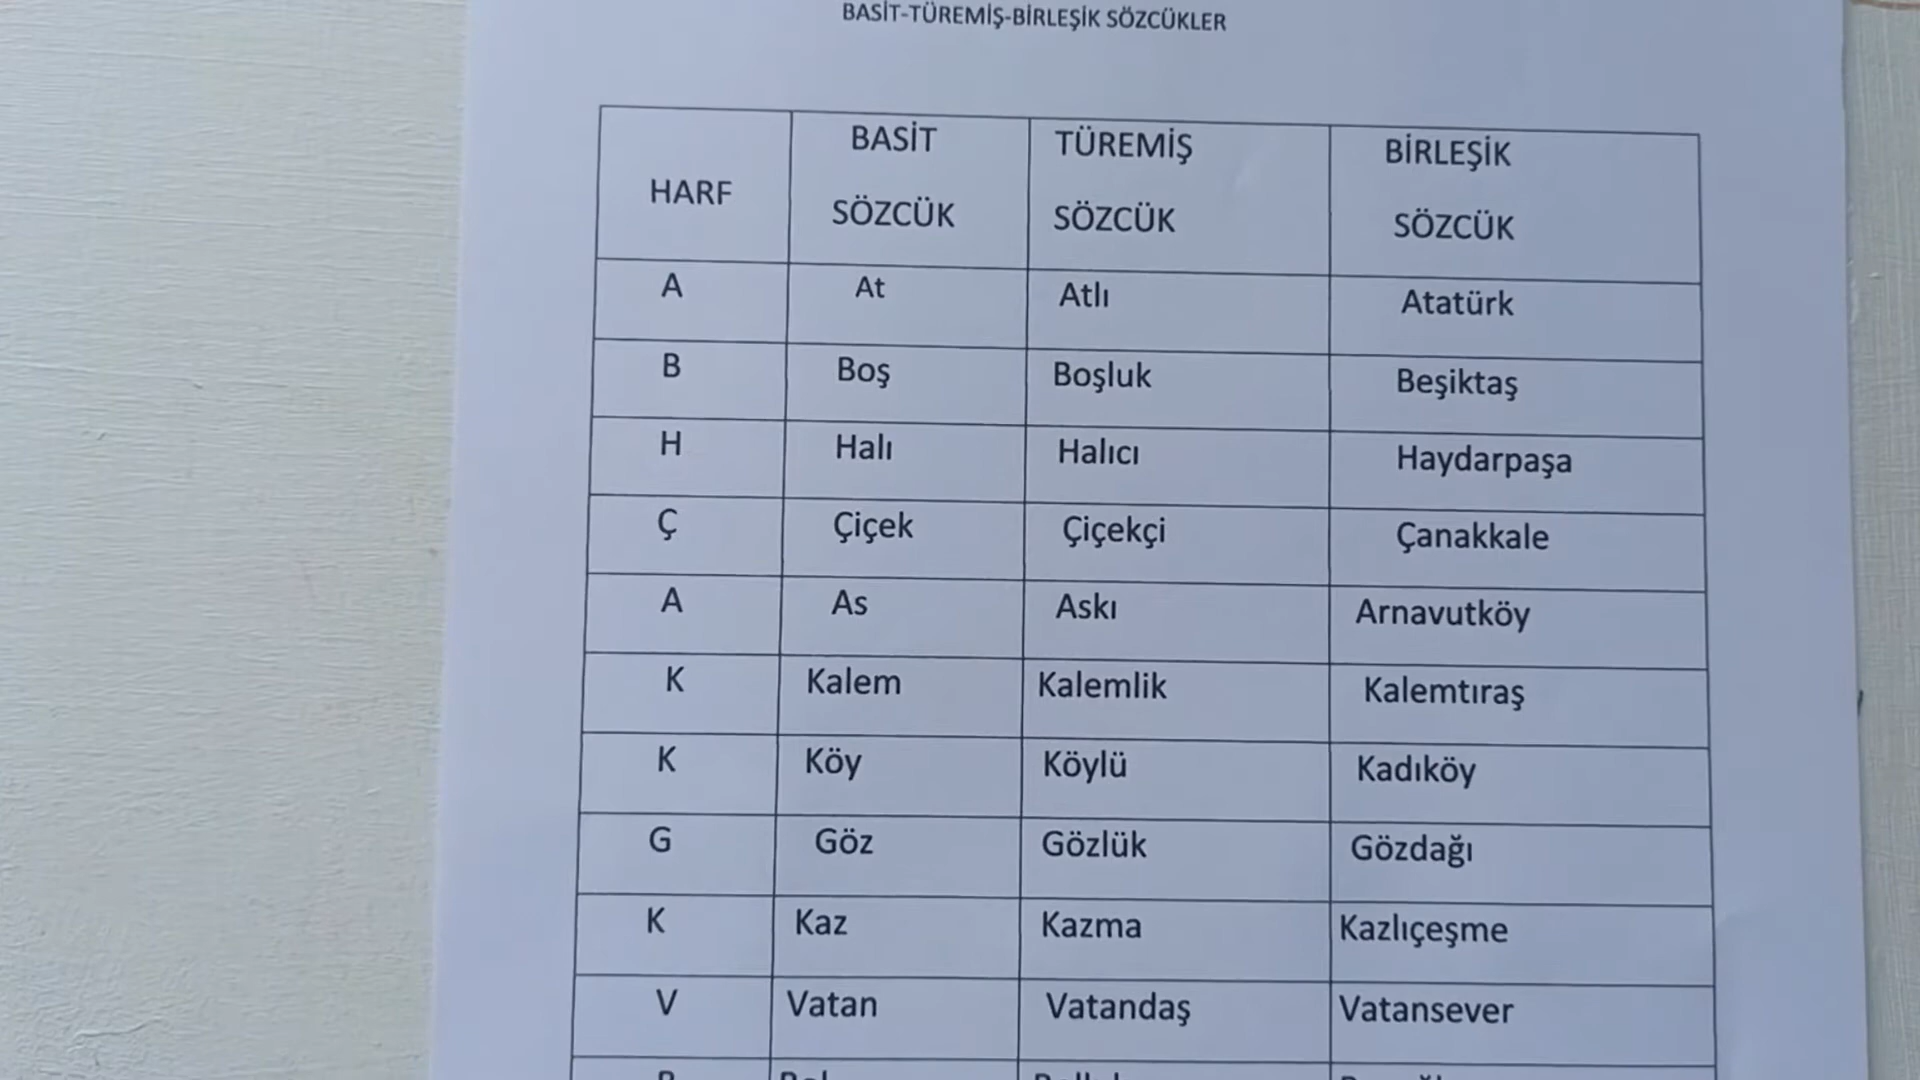 BASİT-TÜREMİŞ-BİRLEŞİK SÖZCÜKLER
HARF BASİT SÖZCÜK TÜREMİŞ SÖZCÜK BİRLEŞİK SÖZCÜK
A At Atlı Atatürk
B Boş Boşluk Beşiktaş
H Halı Halıcı Haydarpaşa
Ç Çiçek Çiçekçi Çanakkale
A As Askı Arnavutköy
K Kalem Kalemlik Kalemtıraş
K Köy Köylü Kadıköy
G Göz Gözlük Gözdağı
K Kaz Kazma Kazlıçeşme
V Vatan Vatandaş Vatansever